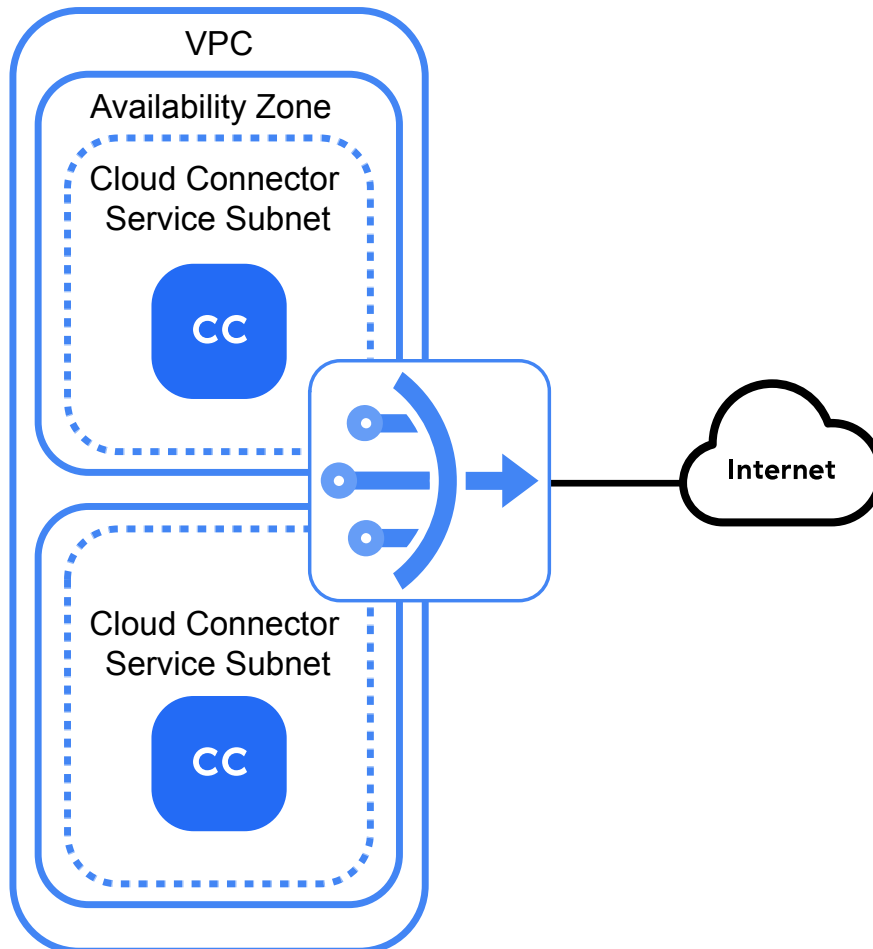 VPC
Availability Zone
Cloud Connector
Service Subnet
CC
Internet
Cloud Connector
Service Subnet
CC